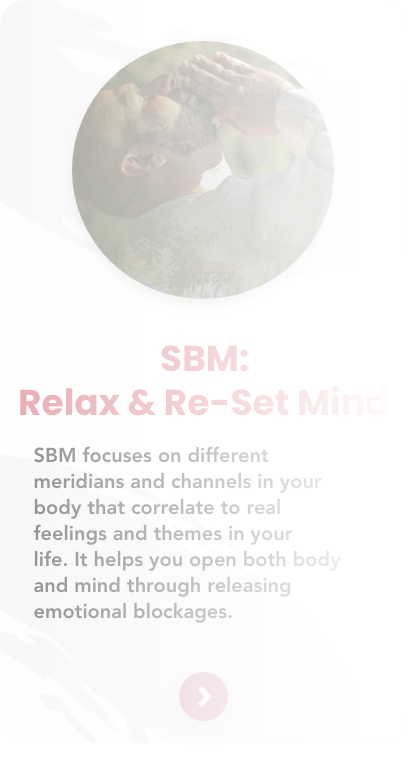 SBM:
Relax & Re-Set Mind
SBM focuses on different
meridians and channels in your
body that correlate to real
feelings and themes in your
life. It helps you open both body
and mind through releasing
emotional blockages.